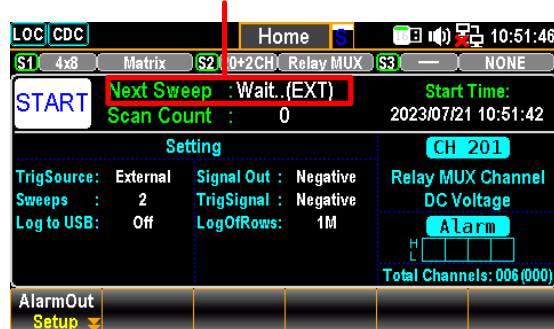 LOC CDC Home S 10:51:46
S1 4x8 Matrix S2 20+2CH Relay MUX S3 — NONE
START
Next Sweep : Wait..(EXT)
Scan Count : 0
Start Time:
2023/07/21 10:51:42
Setting
TrigSource: External Signal Out : Negative
Sweeps : 2 TrigSignal : Negative
Log to USB: Off LogOfRows: 1M
CH 201
Relay MUX Channel
DC Voltage
Alarm
H
L
Total Channels: 006(000)
AlarmOut
Setup